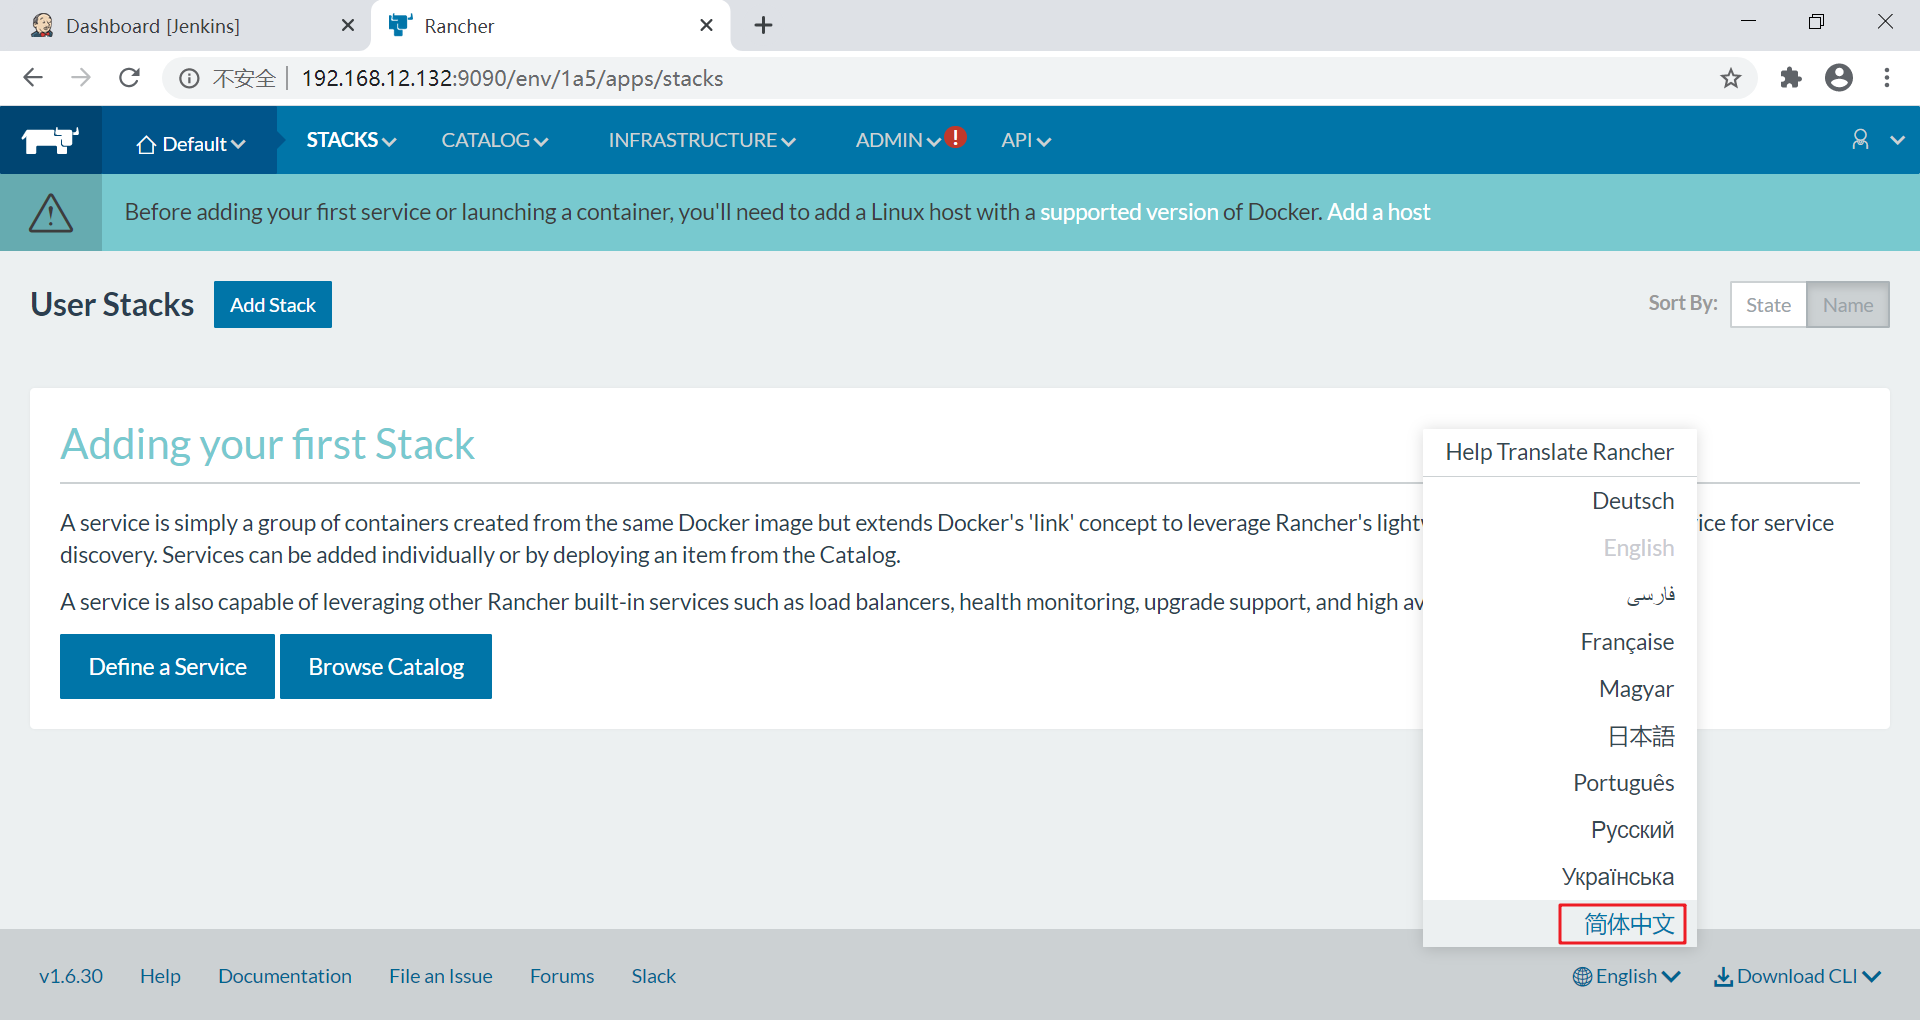 Dashboard [Jenkins]
Rancher
不安全
192.168.12.132:9090/env/1a5/apps/stacks
Default
STACKS
CATALOG
INFRASTRUCTURE
ADMIN
!
API
Before adding your first service or launching a container, you'll need to add a Linux host with a supported version of Docker. Add a host
User Stacks
Add Stack
Sort By:
State
Name
Adding your first Stack
A service is simply a group of containers created from the same Docker image but extends Docker's 'link' concept to leverage Rancher's ice for service
discovery. Services can be added individually or by deploying an item from the Catalog.
A service is also capable of leveraging other Rancher built-in services such as load balancers, health monitoring, upgrade support, and high
Define a Service
Browse Catalog
Help Translate Rancher
Deutsch
English
فارسی
Française
Magyar
日本語
Português
Русский
Українська
简体中文
v1.6.30
Help
Documentation
File an Issue
Forums
Slack
English
Download CLI